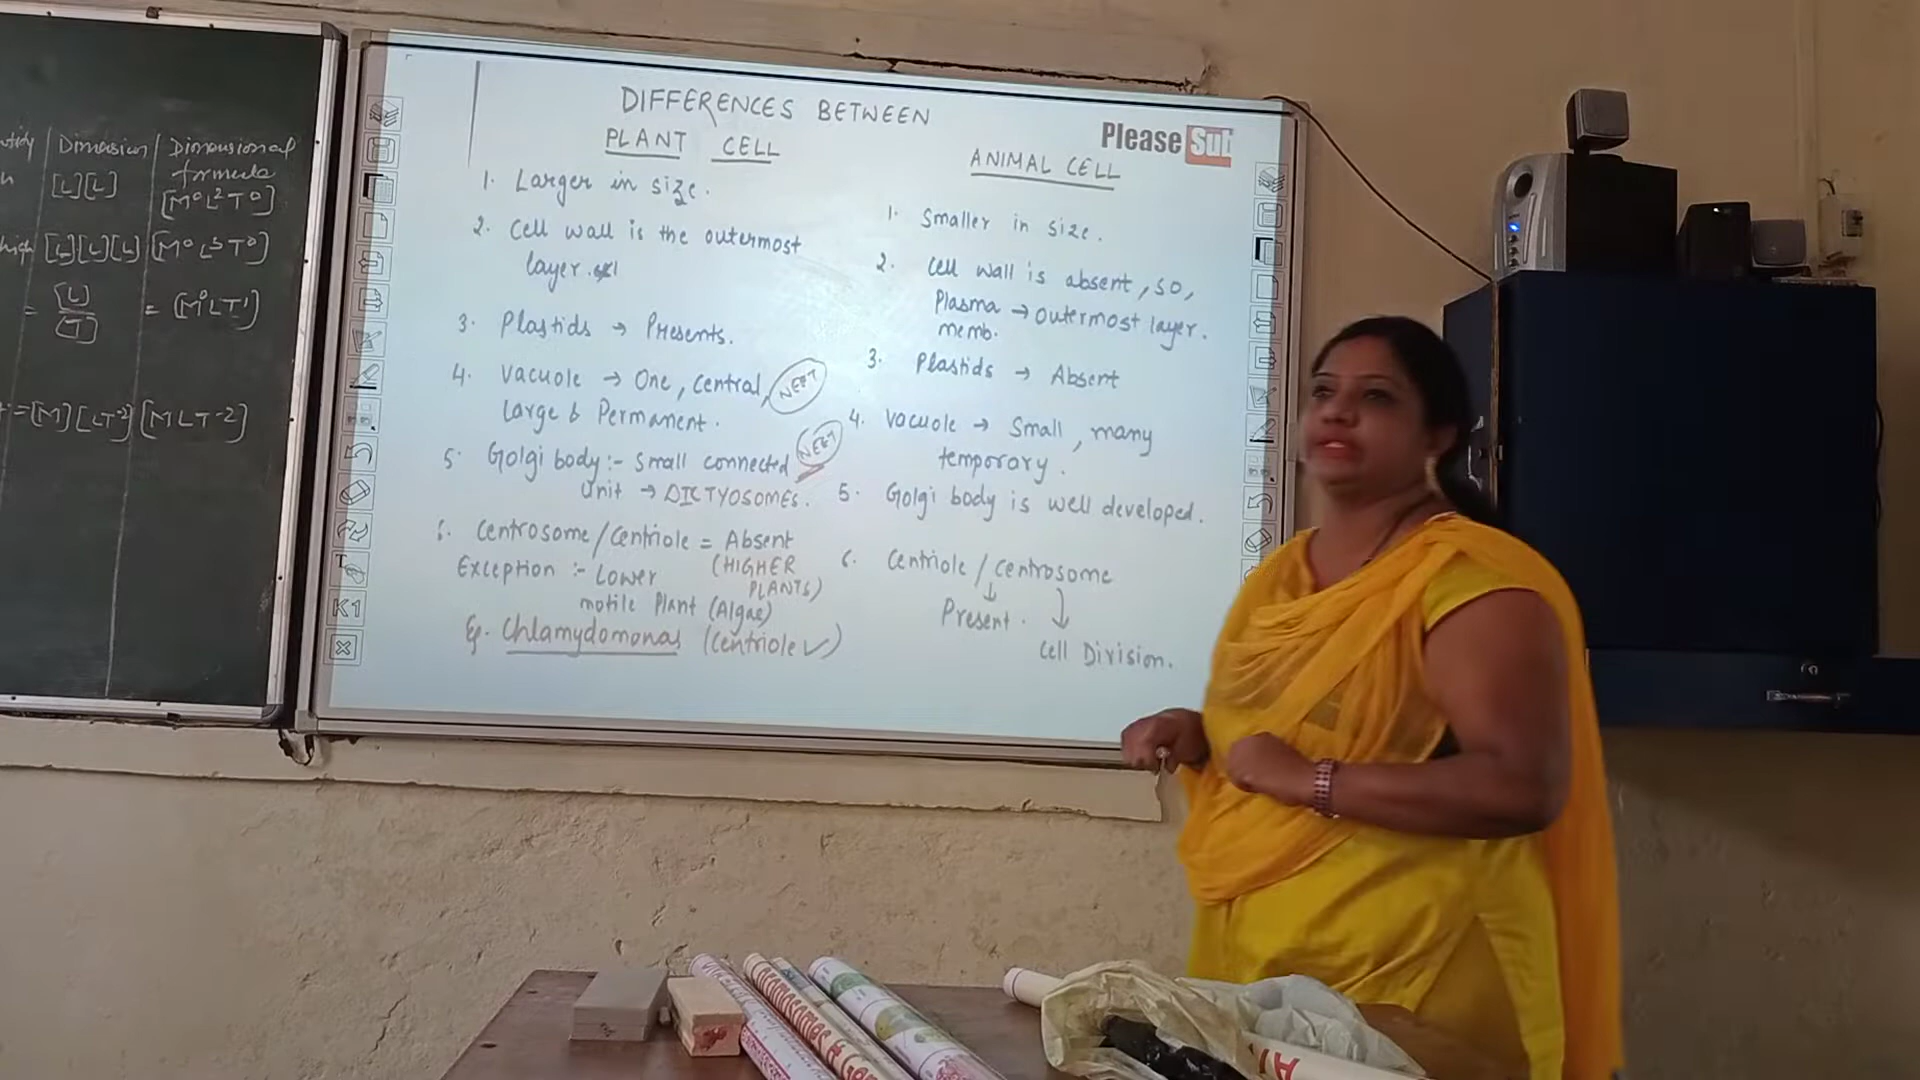 Dimension
Dimensional
formula
[L][L]
[M⁰L²T⁰]
[L][L][L]
[M⁰L³T⁰]
= [L]
[T]
= [M⁰LT⁻¹]
= [M][LT⁻²]
[MLT⁻²]
DIFFERENCES BETWEEN
PLANT CELL
1. Larger in size.
2. Cell wall is the outermost
layer.
3. Plastids → Presents.
4. Vacuole → One, Central, NEET
Large & Permanent.
5. Golgi body :- Small connected NEET
Unit → DICTYOSOMES.
6. Centrosome/Centriole = Absent
(HIGHER
PLANTS)
Exception :- Lower
motile Plant (Algae)
Eg. Chlamydomonas (Centriole ✓)
Please Sub
ANIMAL CELL
1. Smaller in size.
2. Cell wall is absent, SO,
Plasma → outermost layer.
memb.
3. Plastids → Absent
4. Vacuole → Small, many
temporary.
5. Golgi body is well developed.
6. Centriole / Centrosome
↓ ↓
Present.
Cell Division.
T
K1